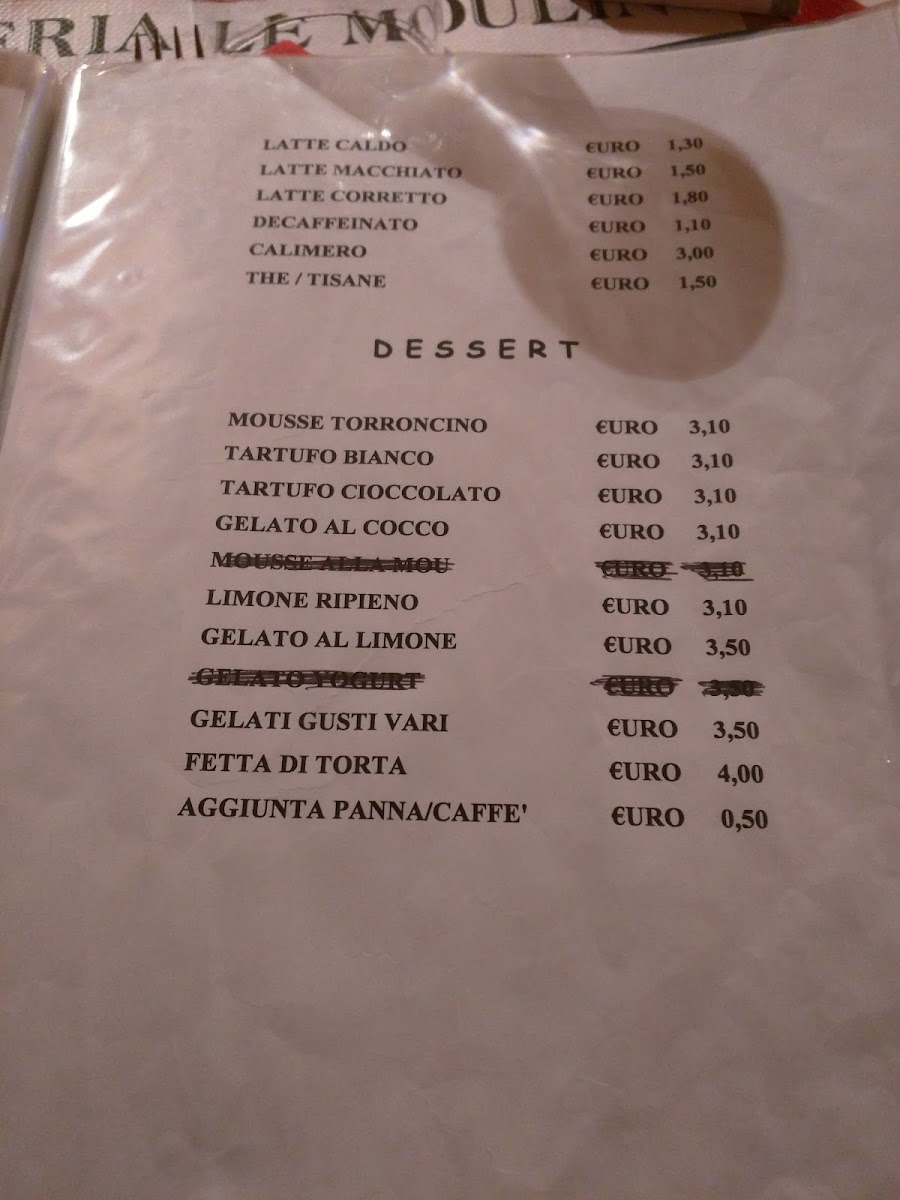 ERIA LE MOULIN
LATTE CALDO €URO 1,30
LATTE MACCHIATO €URO 1,50
LATTE CORRETTO €URO 1,80
DECAFFEINATO €URO 1,10
CALIMERO €URO 3,00
THE / TISANE €URO 1,50
DESSERT
MOUSSE TORRONCINO €URO 3,10
TARTUFO BIANCO €URO 3,10
TARTUFO CIOCCOLATO €URO 3,10
GELATO AL COCCO €URO 3,10
MOUSSE ALLA MOU €URO 3,10
LIMONE RIPIENO €URO 3,10
GELATO AL LIMONE €URO 3,50
GELATO YOGURT €URO 3,50
GELATI GUSTI VARI €URO 3,50
FETTA DI TORTA €URO 4,00
AGGIUNTA PANNA/CAFFE' €URO 0,50